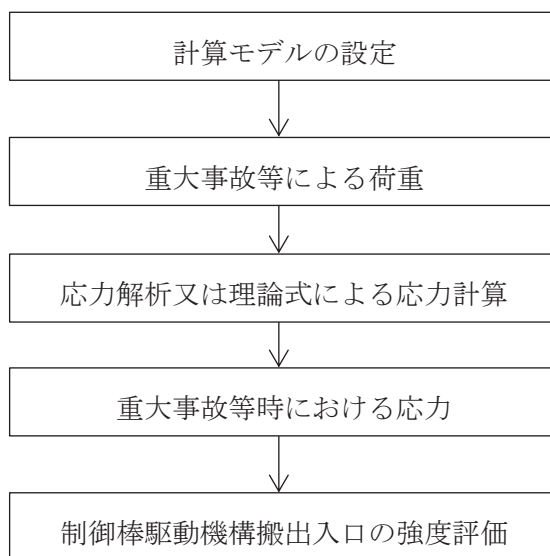 計算モデルの設定
重大事故等による荷重
応力解析又は理論式による応力計算
重大事故等時における応力
制御棒駆動機構搬出入口の強度評価